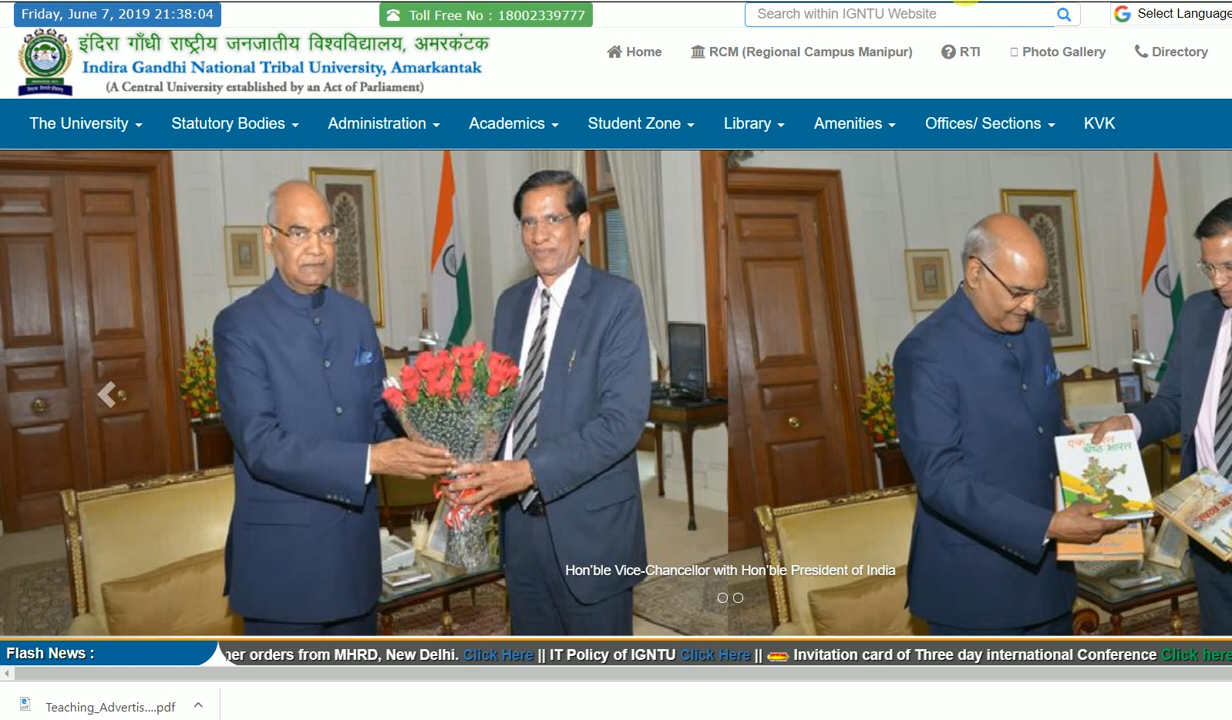 Friday, June 7, 2019 21:38:04
Toll Free No : 18002339777
Search within IGNTU Website
Select Language
इंदिरा गाँधी राष्ट्रीय जनजातीय विश्वविद्यालय, अमरकंटक
Indira Gandhi National Tribal University, Amarkantak
(A Central University established by an Act of Parliament)
Home RCM (Regional Campus Manipur) RTI Photo Gallery Directory
The University Statutory Bodies Administration Academics Student Zone Library Amenities Offices/ Sections KVK
एक भारत
श्रेष्ठ भारत
Hon'ble Vice-Chancellor with Hon'ble President of India
Flash News :
her orders from MHRD, New Delhi. Click Here || IT Policy of IGNTU Click Here || Invitation card of Three day international Conference Click here
Teaching_Advertis....pdf